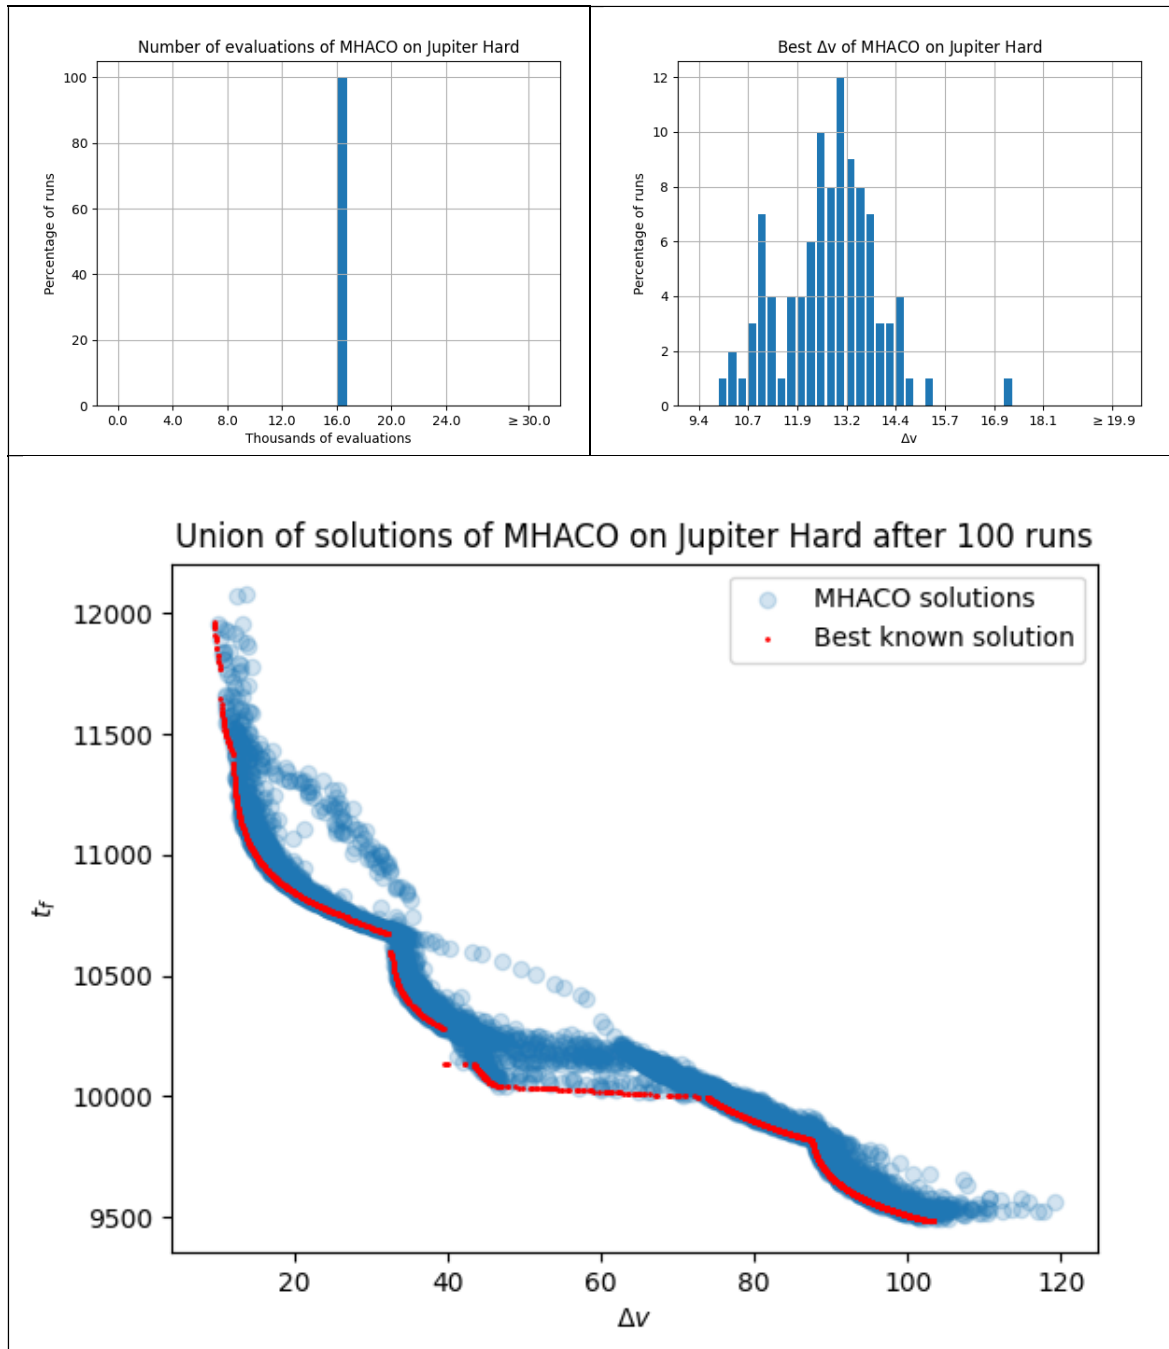 Number of evaluations of MHACO on Jupiter Hard
Percentage of runs
100
80
60
40
20
0
0.0 4.0 8.0 12.0 16.0 20.0 24.0 ≥ 30.0
Thousands of evaluations
Best Δv of MHACO on Jupiter Hard
Percentage of runs
12
10
8
6
4
2
0
9.4 10.7 11.9 13.2 14.4 15.7 16.9 18.1 ≥ 19.9
Δv
Union of solutions of MHACO on Jupiter Hard after 100 runs
MHACO solutions
Best known solution
t_f
12000
11500
11000
10500
10000
9500
20 40 60 80 100 120
Δv